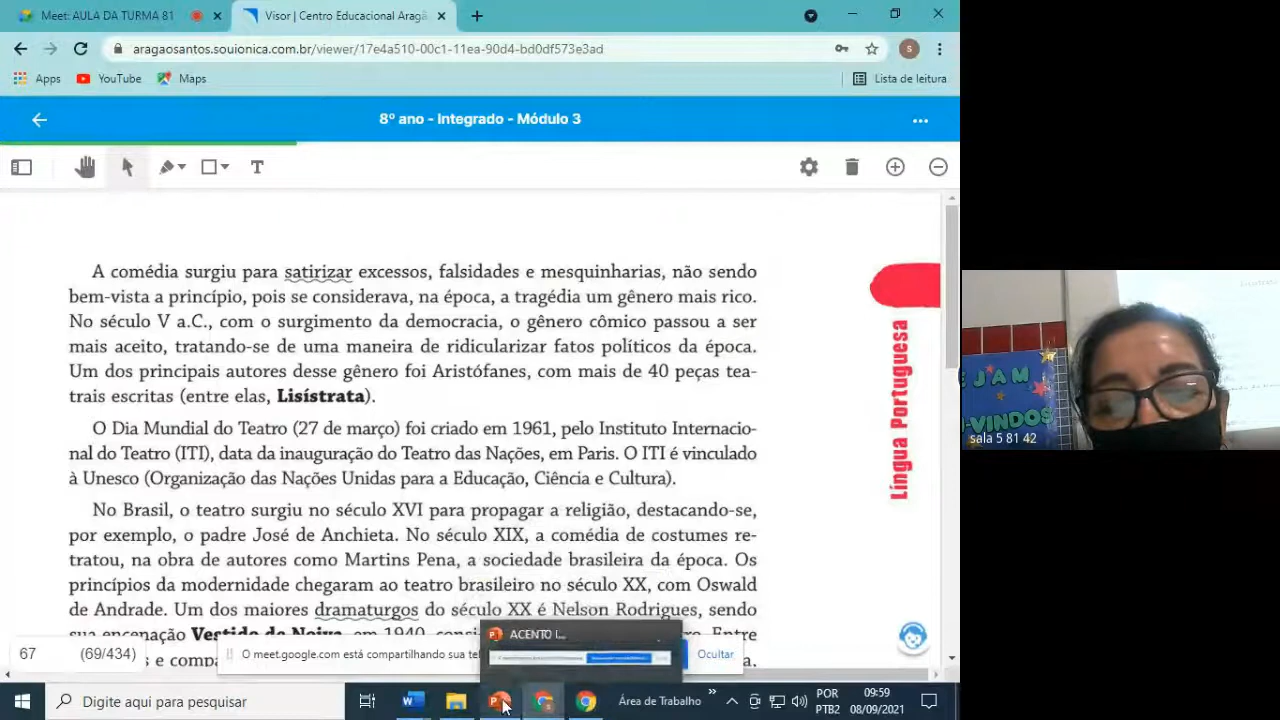 Meet: AULA DA TURMA 81
Visor | Centro Educacional Aragã
aragaosantos.souionica.com.br/viewer/17e4a510-00c1-11ea-90d4-bd0df573e3ad
S
Apps YouTube Maps Lista de leitura
8º ano - Integrado - Módulo 3
T
A comédia surgiu para satirizar excessos, falsidades e mesquinharias, não sendo
bem-vista a princípio, pois se considerava, na época, a tragédia um gênero mais rico.
No século V a.C., com o surgimento da democracia, o gênero cômico passou a ser
mais aceito, tratando-se de uma maneira de ridicularizar fatos políticos da época.
Um dos principais autores desse gênero foi Aristófanes, com mais de 40 peças tea-
trais escritas (entre elas, Lisístrata).
O Dia Mundial do Teatro (27 de março) foi criado em 1961, pelo Instituto Internacio-
nal do Teatro (ITI), data da inauguração do Teatro das Nações, em Paris. O ITI é vinculado
à Unesco (Organização das Nações Unidas para a Educação, Ciência e Cultura).
No Brasil, o teatro surgiu no século XVI para propagar a religião, destacando-se,
por exemplo, o padre José de Anchieta. No século XIX, a comédia de costumes re-
tratou, na obra de autores como Martins Pena, a sociedade brasileira da época. Os
princípios da modernidade chegaram ao teatro brasileiro no século XX, com Oswald
de Andrade. Um dos maiores dramaturgos do século XX é Nelson Rodrigues, sendo
sua encenação Vestido de Noiva, em 1940, Entre
Língua Portuguesa
EJAM
-VINDOS
sala 5 81 42
ACENTO I...
67 (69/434)
O meet.google.com está compartilhando sua tel
Ocultar
Digite aqui para pesquisar
Área de Trabalho
POR
PTB2
09:59
08/09/2021